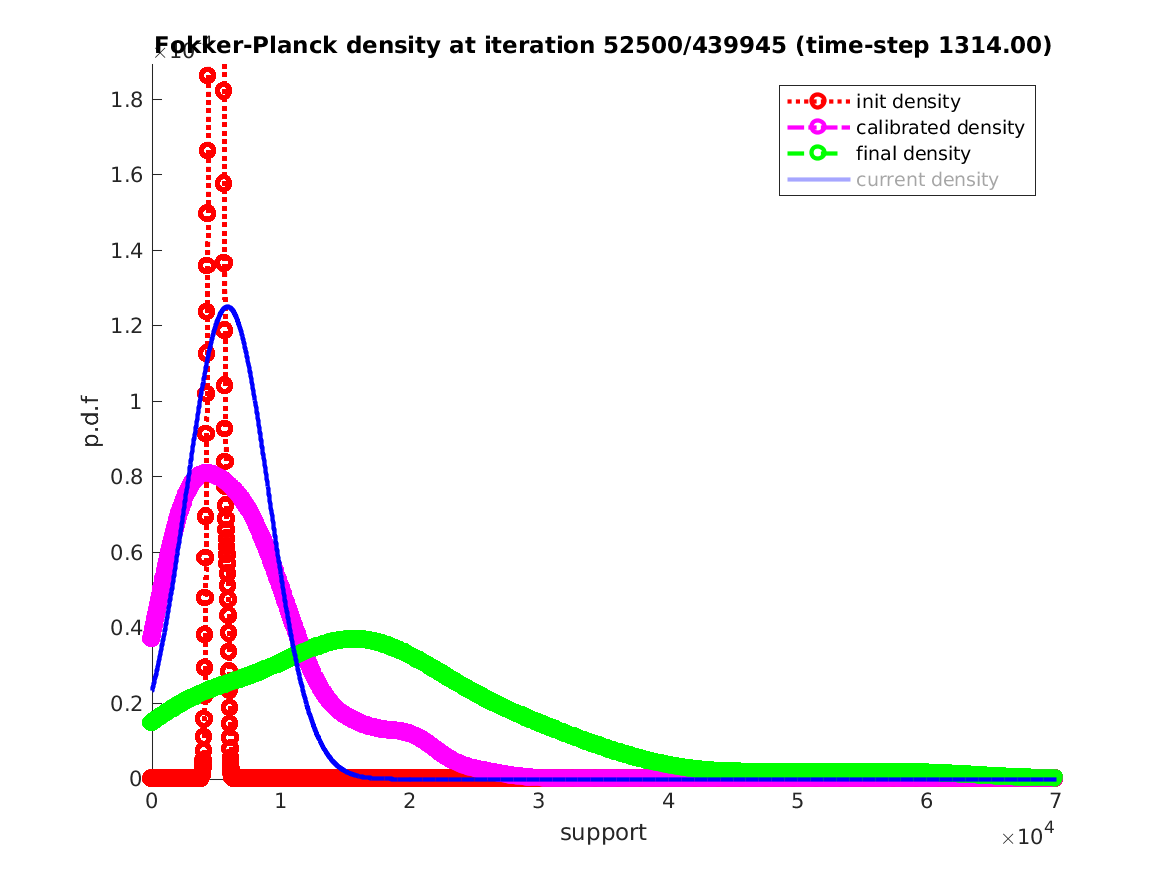 Fokker-Planck density at iteration 52500/439945 (time-step 1314.00)
init density
calibrated density
final density
current density
1.8
1.6
1.4
1.2
1
0.8
0.6
0.4
0.2
0
p.d.f
0 1 2 3 4 5 6 7
support
×10⁴